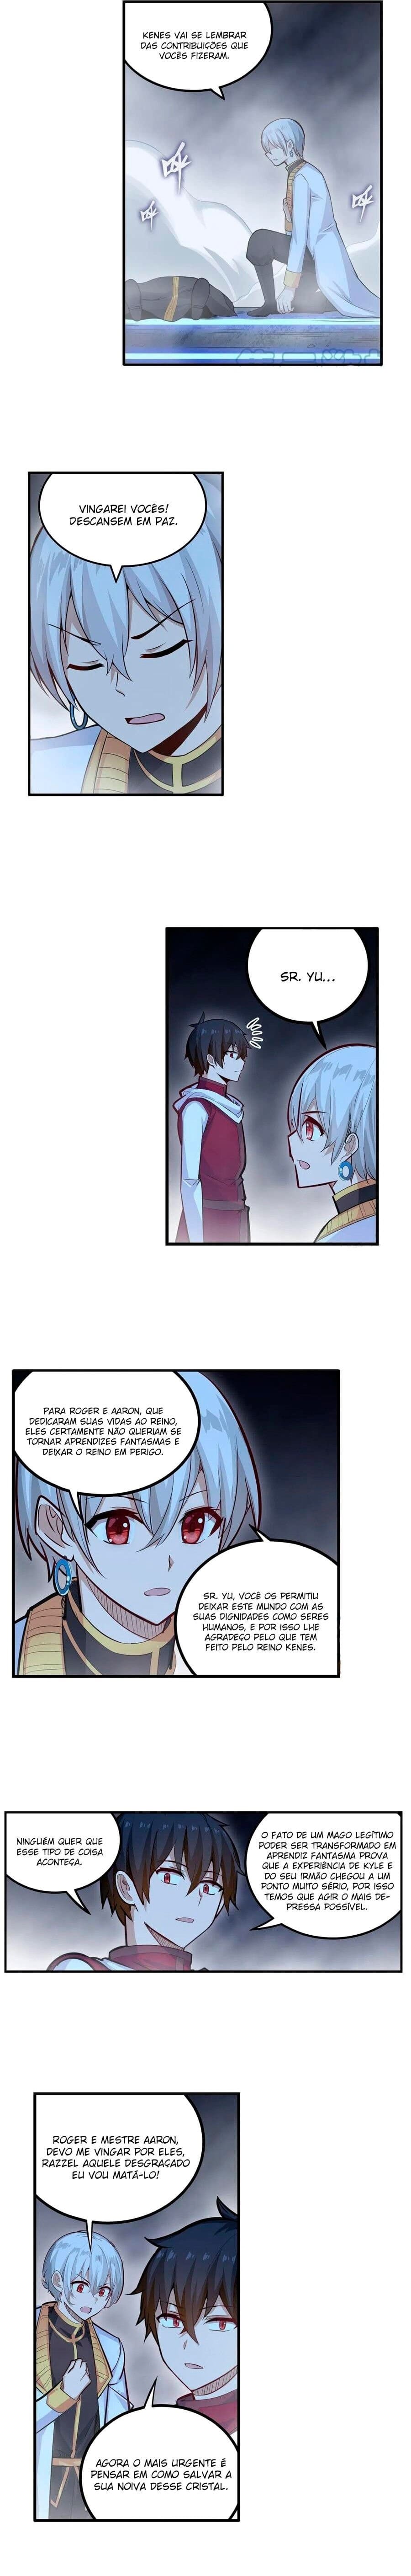 KENES VAI SE LEMBRAR
DAS CONTRIBUIÇÕES QUE
VOCÊS FIZERAM.
VINGAREI VOCÊS!
DESCANSEM EM PAZ.
SR. YU...
PARA ROGER E AARON, QUE
DEDICARAM SUAS VIDAS AO REINO,
ELES CERTAMENTE NÃO QUERIAM SE
TORNAR APRENDIZES FANTASMAS E
DEIXAR O REINO EM PERIGO.
SR. YU, VOCÊ OS PERMITIU
DEIXAR ESTE MUNDO COM AS
SUAS DIGNIDADES COMO SERES
HUMANOS, E POR ISSO LHE
AGRADEÇO PELO QUE TEM
FEITO PELO REINO KENES.
NINGUÉM QUER QUE
ESSE TIPO DE COISA
ACONTEÇA.
O FATO DE UM MAGO LEGÍTIMO
PODER SER TRANSFORMADO EM
APRENDIZ FANTASMA PROVA
QUE A EXPERIÊNCIA DE KYLE E
DO SEU IRMÃO CHEGOU A UM
PONTO MUITO SÉRIO, POR ISSO
TEMOS QUE AGIR O MAIS DE-
PRESSA POSSÍVEL.
ROGER E MESTRE AARON,
DEVO ME VINGAR POR ELES,
RAZZEL AQUELE DESGRAÇADO
EU VOU MATÁ-LO!
AGORA O MAIS URGENTE É
PENSAR EM COMO SALVAR A
SUA NOIVA DESSE CRISTAL.